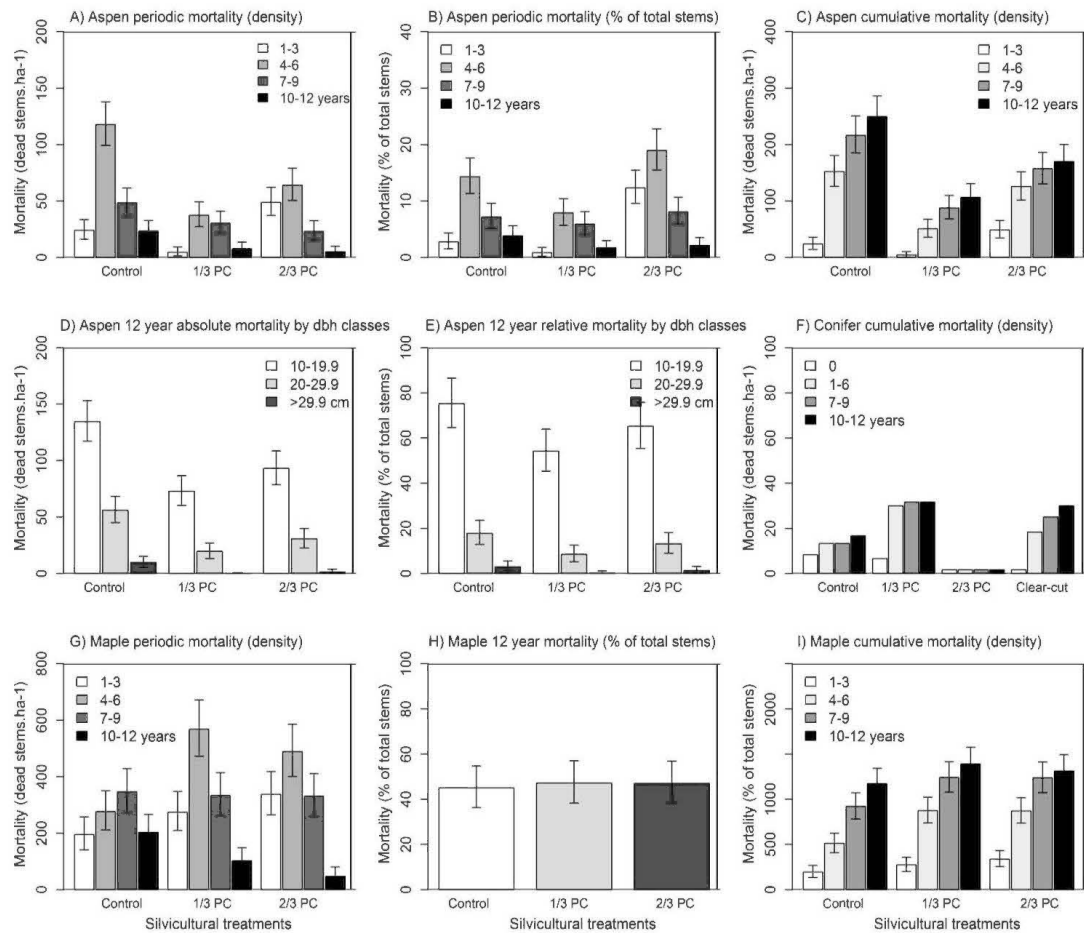 A) Aspen periodic mortality (density)
Mortality (dead stems.ha-1)
200
150
100
50
0
1-3
4-6
7-9
10-12 years
Control
1/3 PC
2/3 PC
B) Aspen periodic mortality (% of total stems)
Mortality (% of total stems)
40
30
20
10
0
1-3
4-6
7-9
10-12 years
Control
1/3 PC
2/3 PC
C) Aspen cumulative mortality (density)
Mortality (dead stems.ha-1)
400
300
200
100
0
1-3
4-6
7-9
10-12 years
Control
1/3 PC
2/3 PC
D) Aspen 12 year absolute mortality by dbh classes
Mortality (dead stems.ha-1)
200
150
100
50
0
10-19.9
20-29.9
>29.9 cm
Control
1/3 PC
2/3 PC
E) Aspen 12 year relative mortality by dbh classes
Mortality (% of total stems)
100
80
60
40
20
0
10-19.9
20-29.9
>29.9 cm
Control
1/3 PC
2/3 PC
F) Conifer cumulative mortality (density)
Mortality (dead stems.ha-1)
100
80
60
40
20
0
0
1-6
7-9
10-12 years
Control
1/3 PC
2/3 PC
Clear-cut
G) Maple periodic mortality (density)
Mortality (dead stems.ha-1)
800
600
400
200
0
1-3
4-6
7-9
10-12 years
Control
1/3 PC
2/3 PC
Silvicultural treatments
H) Maple 12 year mortality (% of total stems)
Mortality (% of total stems)
100
80
60
40
20
0
Control
1/3 PC
2/3 PC
Silvicultural treatments
I) Maple cumulative mortality (density)
Mortality (% of total stems)
2500
1000
500
0
1-3
4-6
7-9
10-12 years
Control
1/3 PC
2/3 PC
Silvicultural treatments